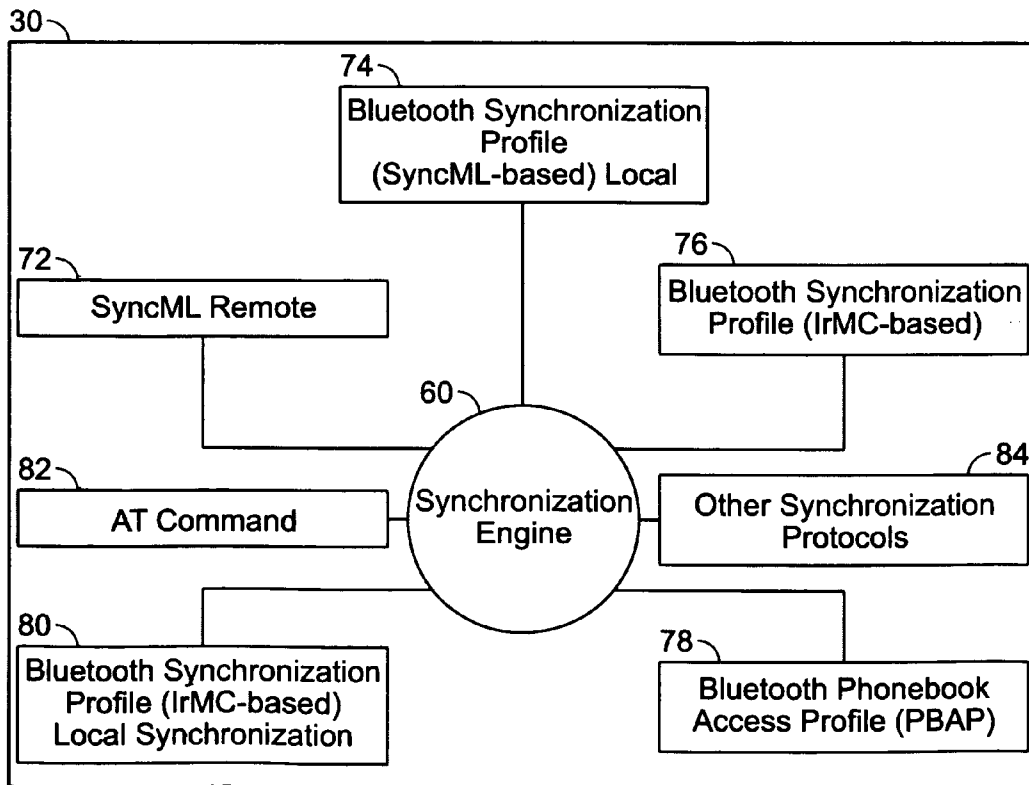 30
74
Bluetooth Synchronization
Profile
(SyncML-based) Local
72
SyncML Remote
76
Bluetooth Synchronization
Profile (IrMC-based)
60
Synchronization
Engine
82
AT Command
84
Other Synchronization
Protocols
80
Bluetooth Synchronization
Profile (IrMC-based)
Local Synchronization
78
Bluetooth Phonebook
Access Profile (PBAP)